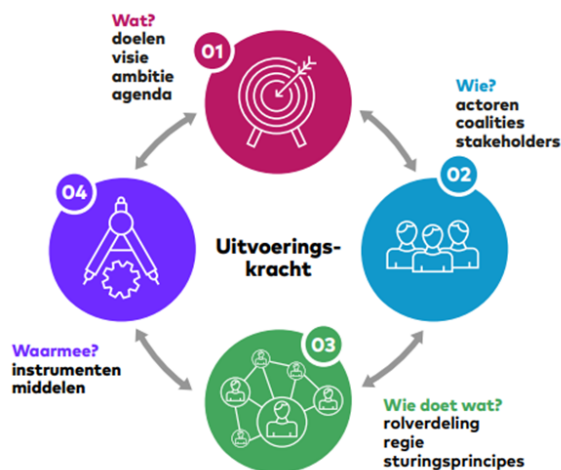 Wat?
doelen
visie
ambitie
agenda
01
Wie?
actoren
coalities
stakeholders
02
04
Uitvoerings-
kracht
Waarmee?
instrumenten
middelen
03
Wie doet wat?
rolverdeling
regie
sturingsprincipes